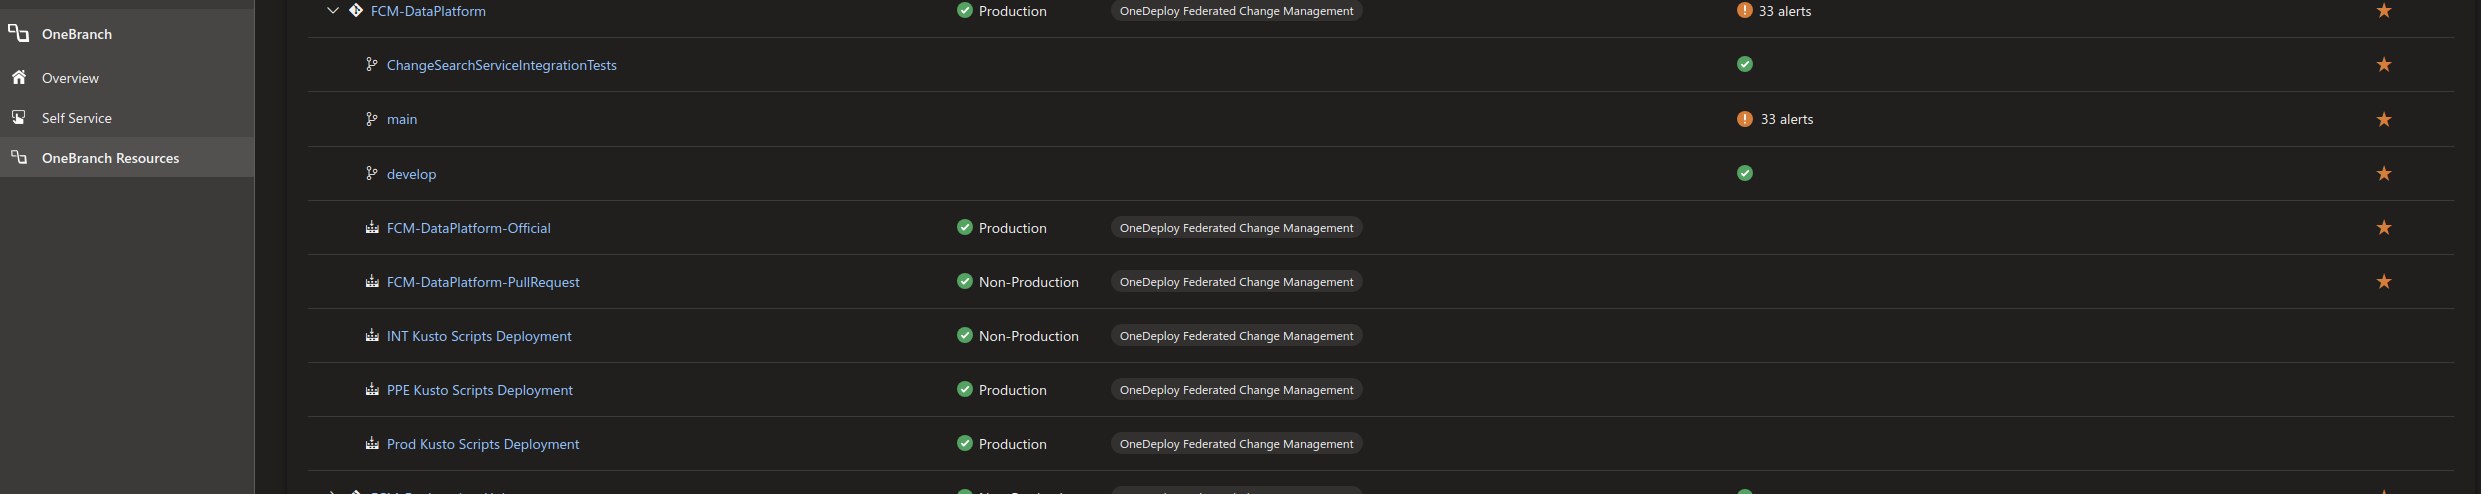 OneBranch
Overview
Self Service
OneBranch Resources
FCM-DataPlatform Production OneDeploy Federated Change Management 33 alerts
ChangeSearchServiceIntegrationTests
main 33 alerts
develop
FCM-DataPlatform-Official Production OneDeploy Federated Change Management
FCM-DataPlatform-PullRequest Non-Production OneDeploy Federated Change Management
INT Kusto Scripts Deployment Non-Production OneDeploy Federated Change Management
PPE Kusto Scripts Deployment Production OneDeploy Federated Change Management
Prod Kusto Scripts Deployment Production OneDeploy Federated Change Management